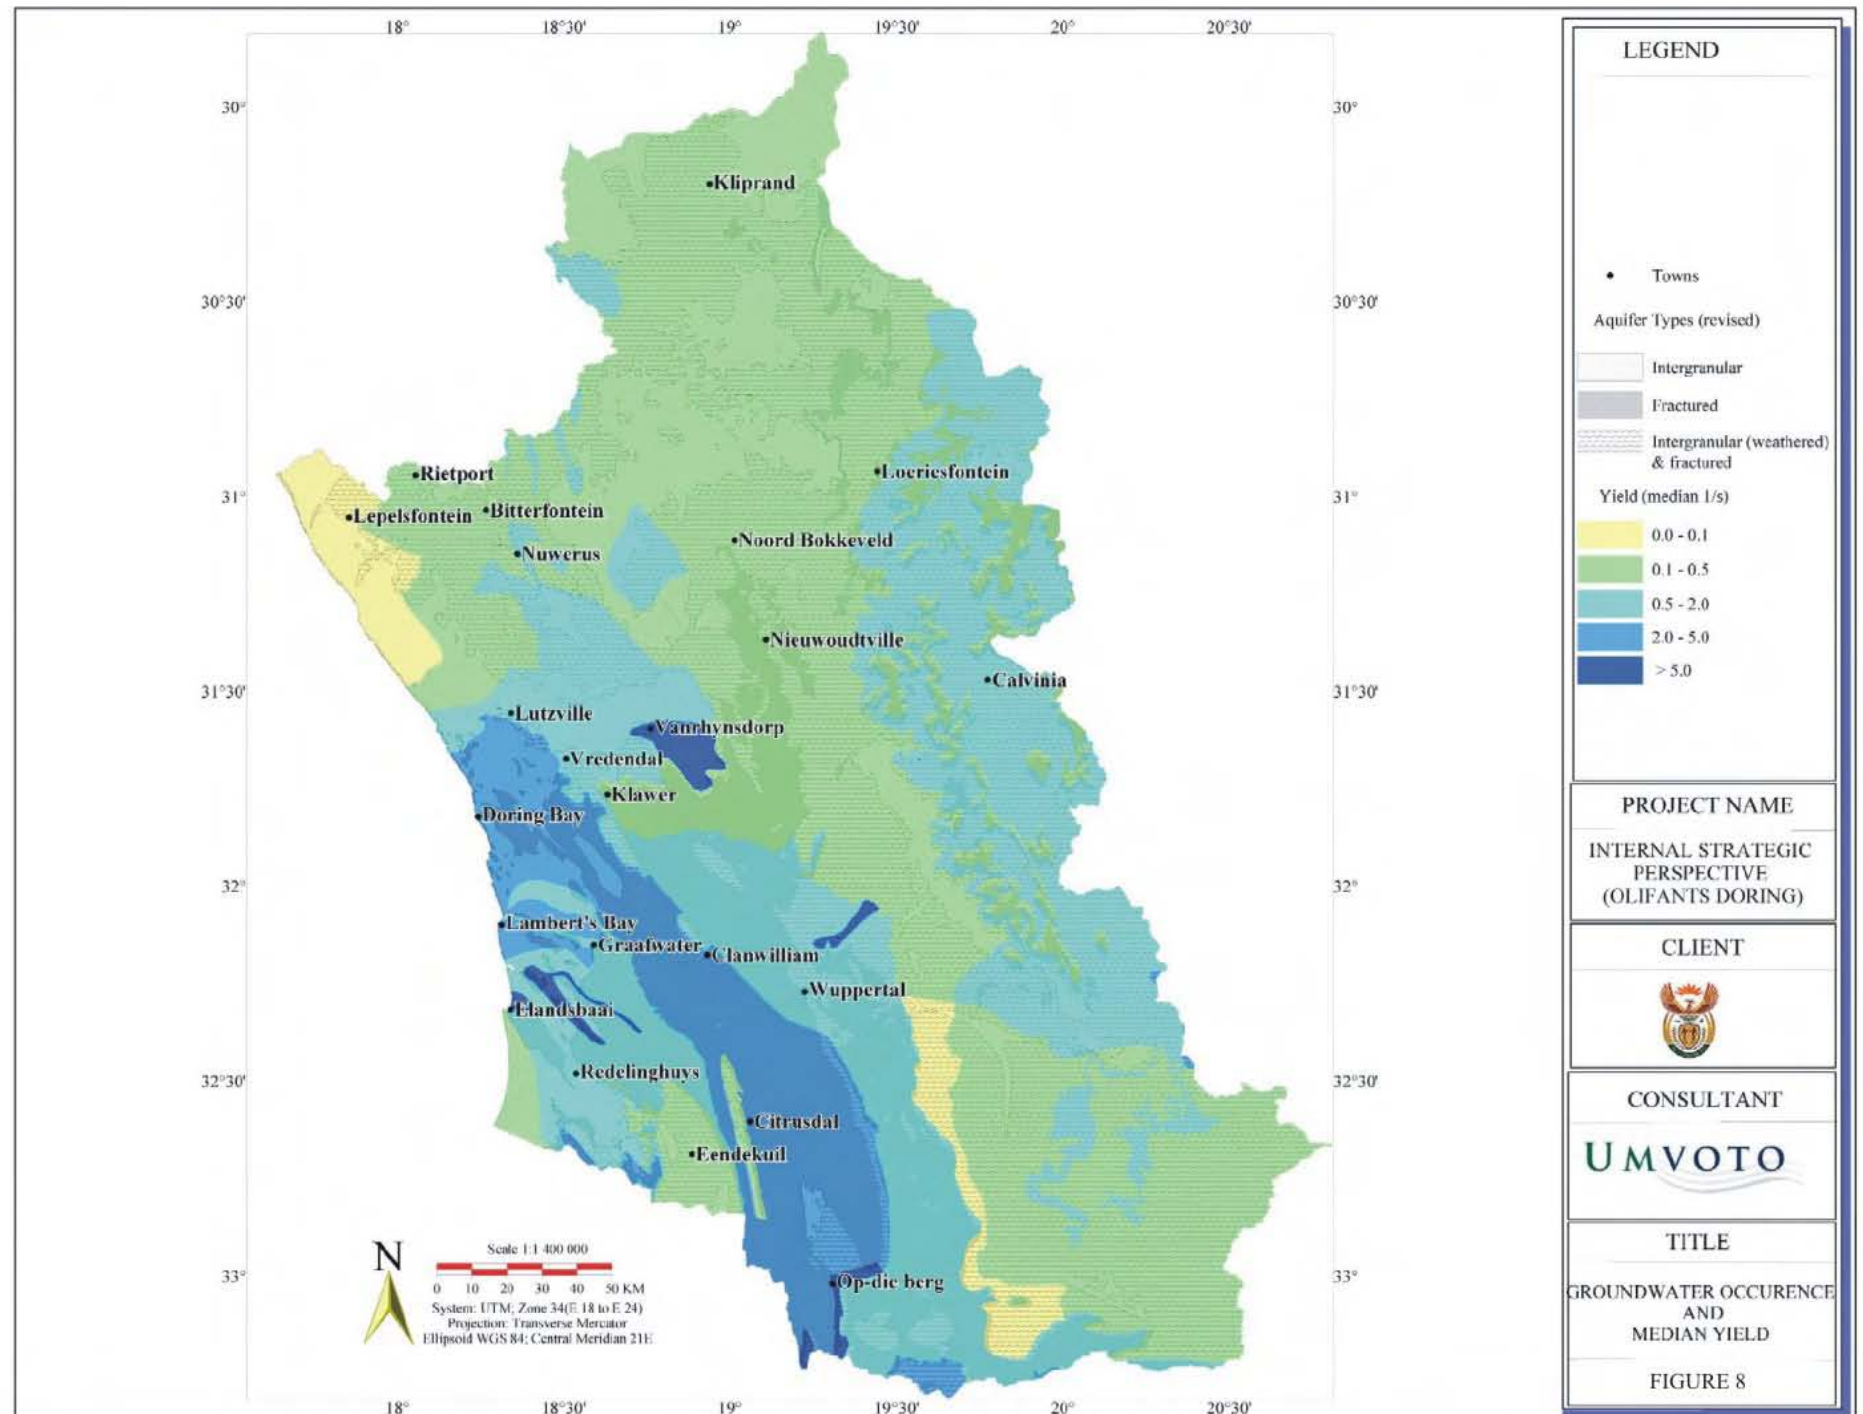 18°
18°30'
19°
19°30'
20°
20°30'
30°
30°
30°30'
30°30'
31°
31°
31°30'
31°30'
32°
32°
32°30'
32°30'
33°
33°
Kliprand
Rietport
Loeriesfontein
Lepelsfontein
Bitterfontein
Noord Bokkeveld
Nuwerus
Nieuwoudtville
Calvinia
Lutzville
Vanrhynsdorp
Vredendal
Klawer
Doring Bay
Lambert's Bay
Graafwater
Clanwilliam
Wuppertal
Elandsbaai
Redelinghuys
Citrusdal
Eendekuil
Op-die berg
N
Scale 1:1 400 000
0 10 20 30 40 50 KM
System: UTM; Zone 34(E 18 to E 24)
Projection: Transverse Mercator
Ellipsoid WGS 84; Central Meridian 21E
18°
18°30'
19°
19°30'
20°
20°30'
LEGEND
Towns
Aquifer Types (revised)
Intergranular
Fractured
Intergranular (weathered)
& fractured
Yield (median l/s)
0.0 - 0.1
0.1 - 0.5
0.5 - 2.0
2.0 - 5.0
> 5.0
PROJECT NAME
INTERNAL STRATEGIC
PERSPECTIVE
(OLIFANTS DORING)
CLIENT
CONSULTANT
UMVOTO
TITLE
GROUNDWATER OCCURENCE
AND
MEDIAN YIELD
FIGURE 8